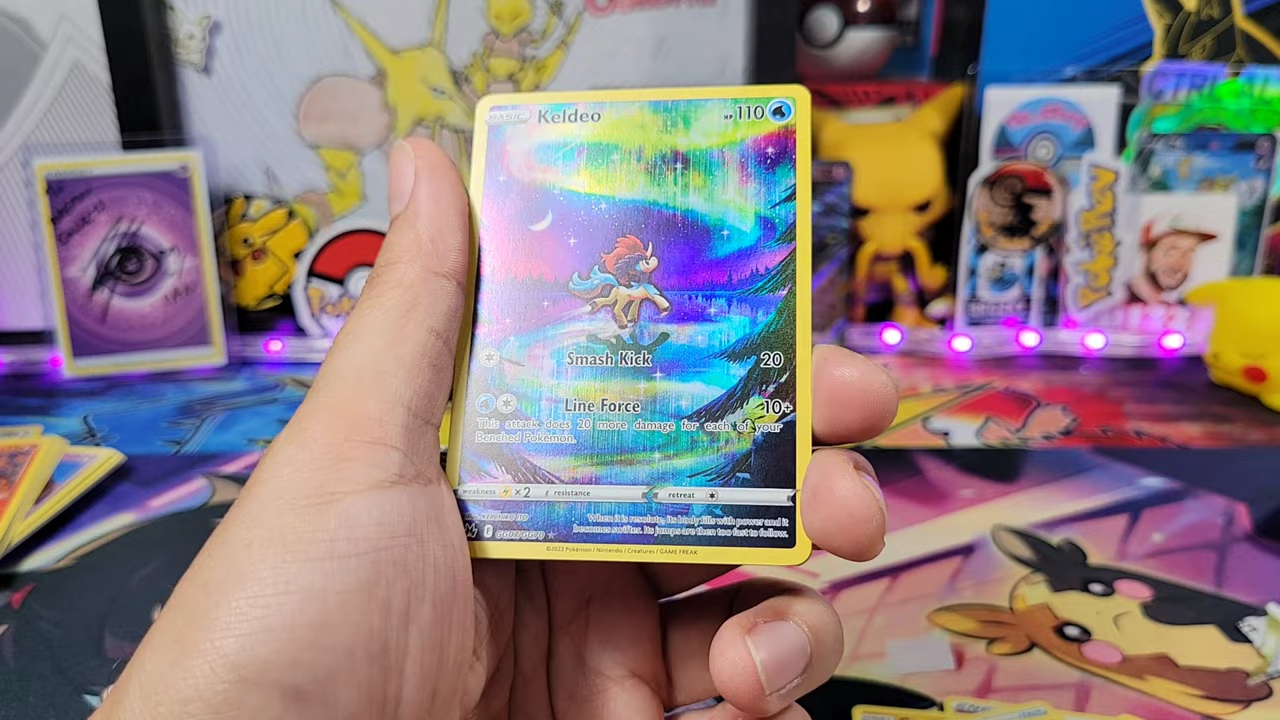 BASIC Keldeo HP 110
Smash Kick 20
Line Force 10+
This attack does 20 more damage for each of your
Benched Pokémon.
weakness ×2 resistance retreat
When it is resolute, its body fills with power and it
becomes swifter. Its jumps are then too fast to follow.
GG07/GG70
©2023 Pokémon / Nintendo / Creatures / GAME FREAK